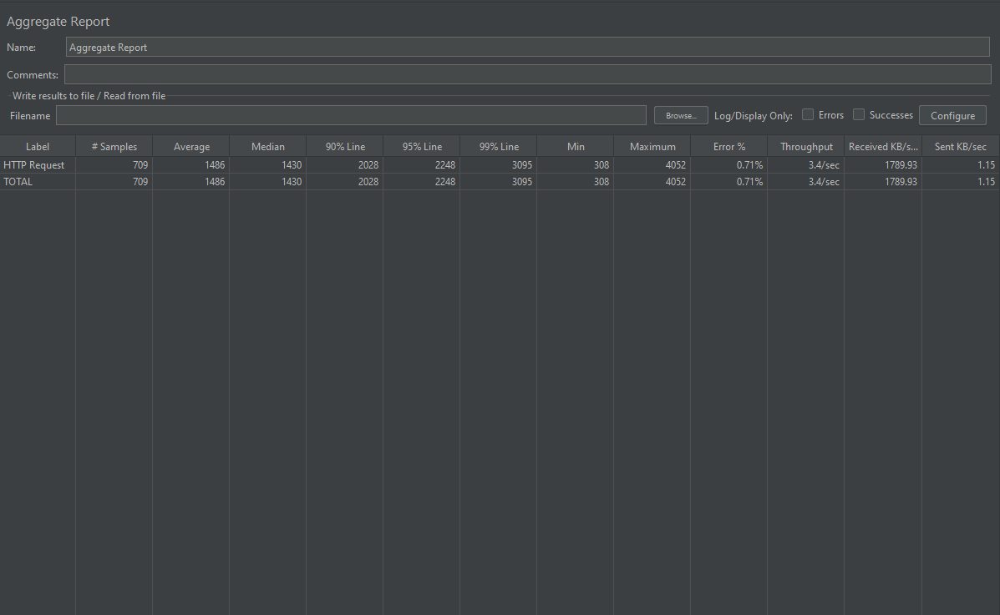 Aggregate Report
Name: Aggregate Report
Comments:
Write results to file / Read from file
Filename Browse... Log/Display Only: Errors Successes Configure
Label # Samples Average Median 90% Line 95% Line 99% Line Min Maximum Error % Throughput Received KB/s... Sent KB/sec
HTTP Request 709 1486 1430 2028 2248 3095 308 4052 0.71% 3.4/sec 1789.93 1.15
TOTAL 709 1486 1430 2028 2248 3095 308 4052 0.71% 3.4/sec 1789.93 1.15